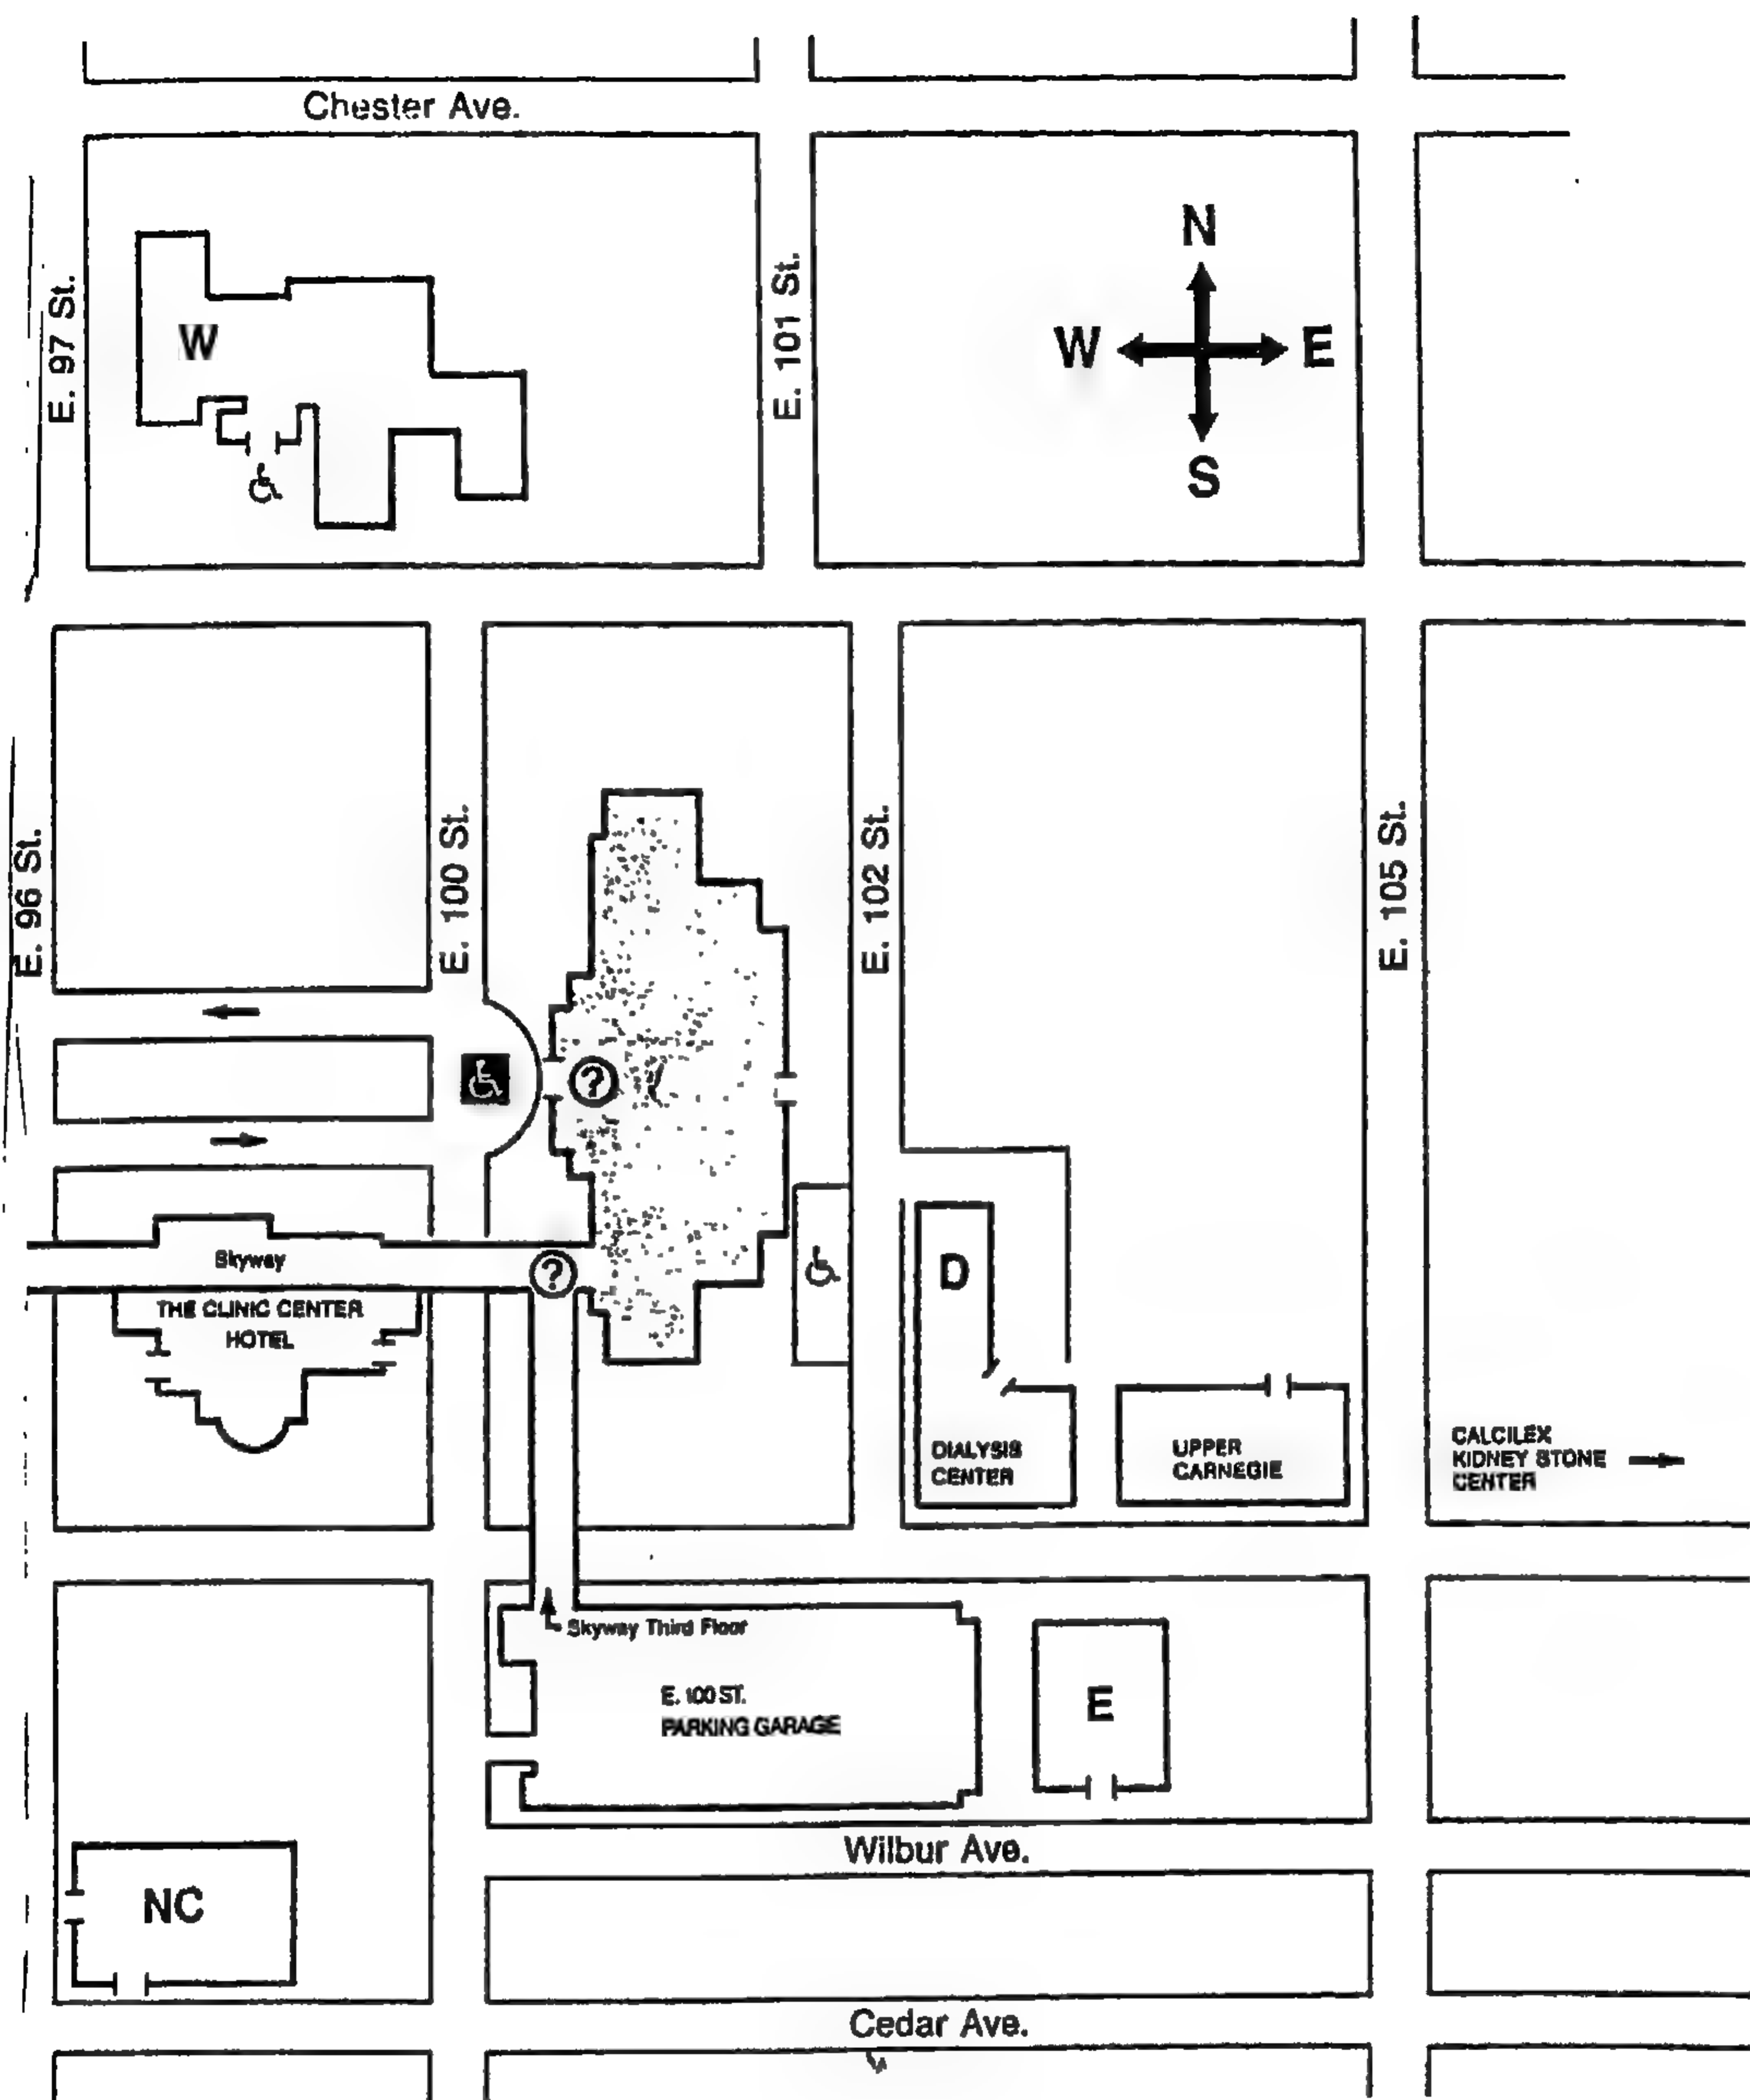 Chester Ave.
N
W
E
S
E. 97 St.
W
E. 101 St.
E. 96 St.
E. 100 St.
E. 102 St.
E. 105 St.
?
Skyway
?
THE CLINIC CENTER
HOTEL
D
DIALYSIS
CENTER
UPPER
CARNEGIE
CALCILEX
KIDNEY STONE
CENTER
Skyway Third Floor
E. 100 ST.
PARKING GARAGE
E
Wilbur Ave.
NC
Cedar Ave.